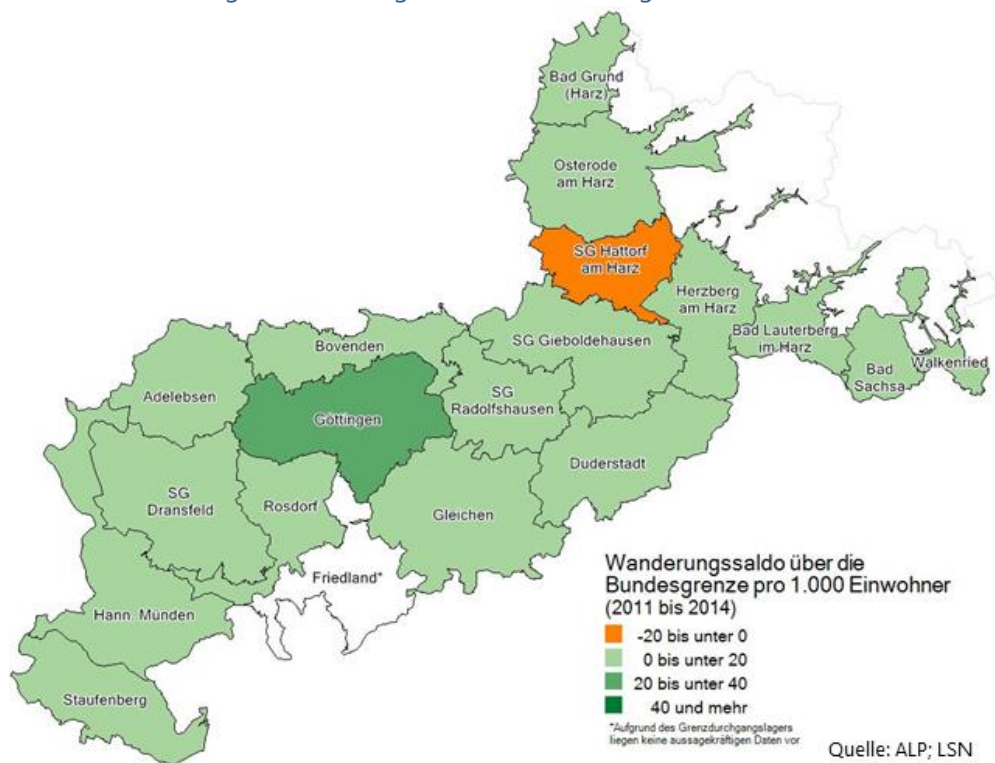 Bad Grund
(Harz)
Osterode
am Harz
SG Hattorf
am Harz
Herzberg
am Harz
SG Gieboldehausen
Bad Lauterberg
im Harz
Bad
Sachsa
Walkenried
Bovenden
Adelebsen
Göttingen
SG
Radolfshausen
Duderstadt
SG
Dransfeld
Rosdorf
Gleichen
Friedland*
Hann. Münden
Staufenberg
Wanderungssaldo über die
Bundesgrenze pro 1.000 Einwohner
(2011 bis 2014)
-20 bis unter 0
0 bis unter 20
20 bis unter 40
40 und mehr
*Aufgrund des Grenzdurchgangslagers
liegen keine aussagekräftigen Daten vor
Quelle: ALP; LSN